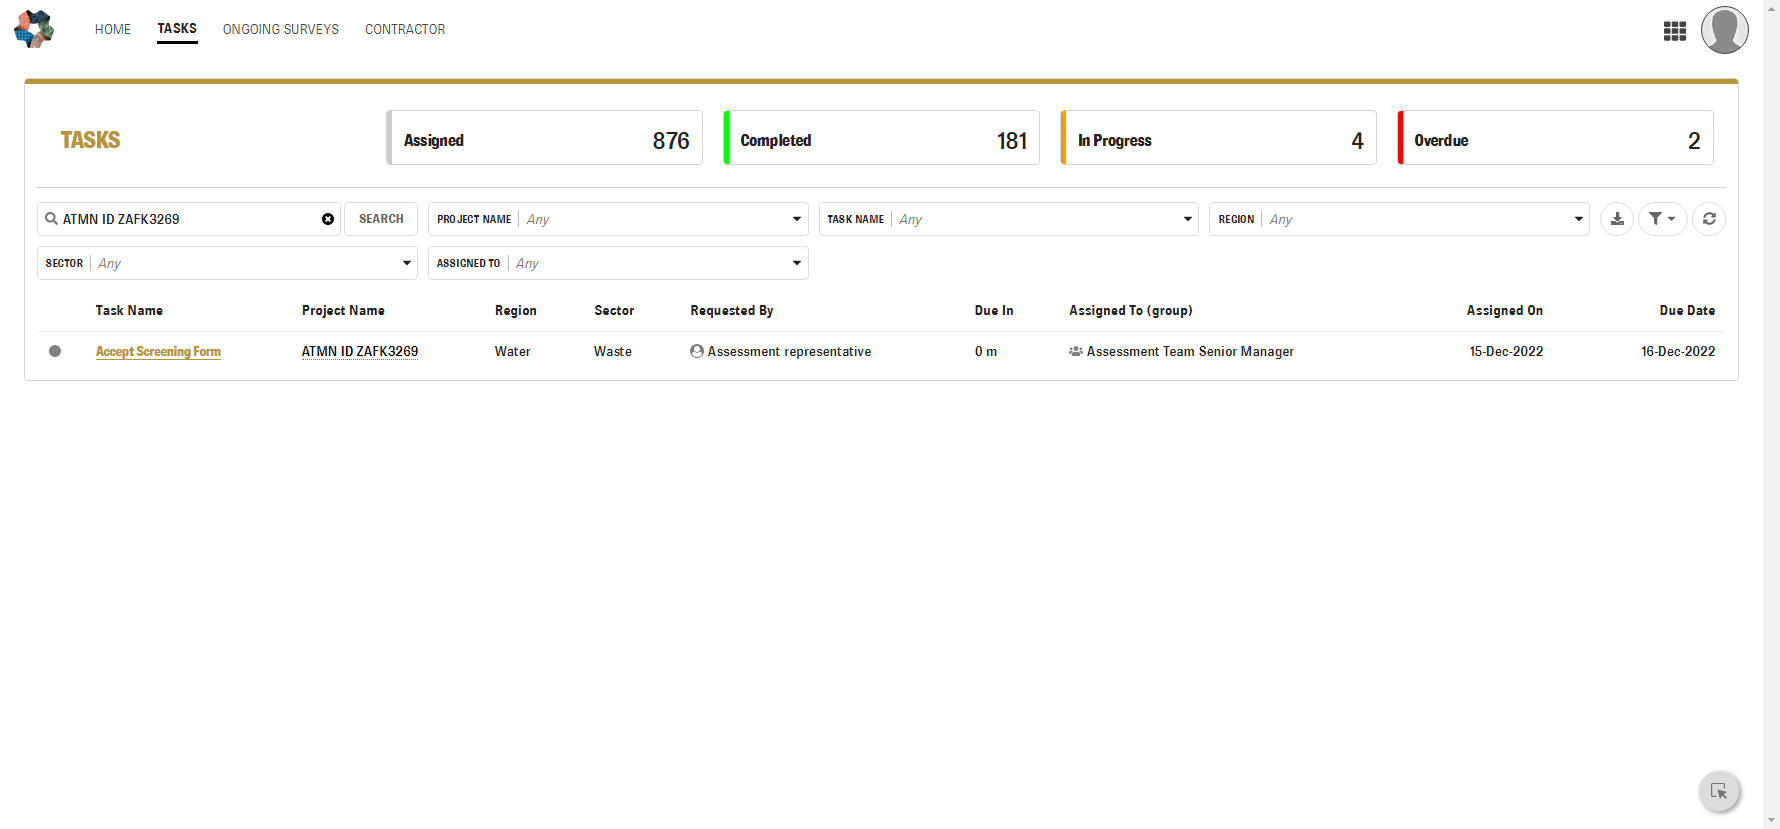 HOME TASKS ONGOING SURVEYS CONTRACTOR
TASKS
Assigned 876
Completed 181
In Progress 4
Overdue 2
ATMN ID ZAFK3269 SEARCH PROJECT NAME Any TASK NAME Any REGION Any
SECTOR Any ASSIGNED TO Any
Task Name Project Name Region Sector Requested By Due In Assigned To (group) Assigned On Due Date
Accept Screening Form ATMN ID ZAFK3269 Water Waste Assessment representative 0 m Assessment Team Senior Manager 15-Dec-2022 16-Dec-2022